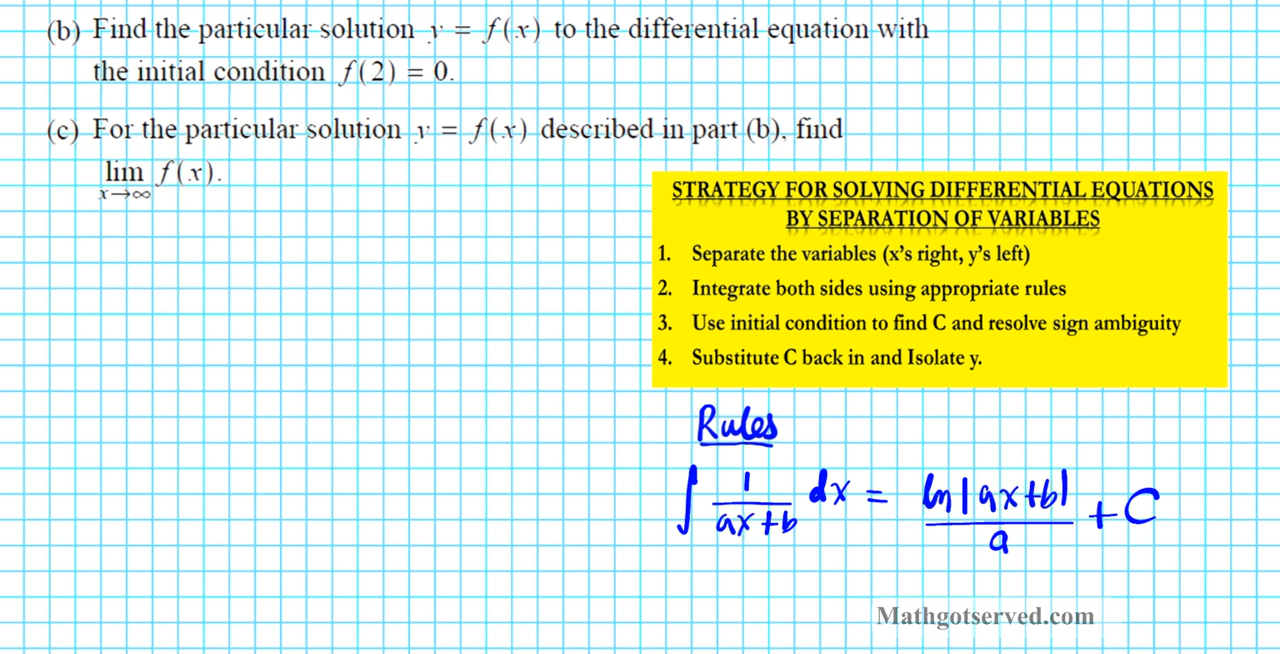 (b) Find the particular solution y = f(x) to the differential equation with
the initial condition f(2) = 0.
(c) For the particular solution y = f(x) described in part (b), find
lim f(x).
x→∞
STRATEGY FOR SOLVING DIFFERENTIAL EQUATIONS
BY SEPARATION OF VARIABLES
1. Separate the variables (x’s right, y’s left)
2. Integrate both sides using appropriate rules
3. Use initial condition to find C and resolve sign ambiguity
4. Substitute C back in and Isolate y.
Rules
∫ 1/(ax+b) dx = ln|ax+b|/a + C
Mathgotserved.com